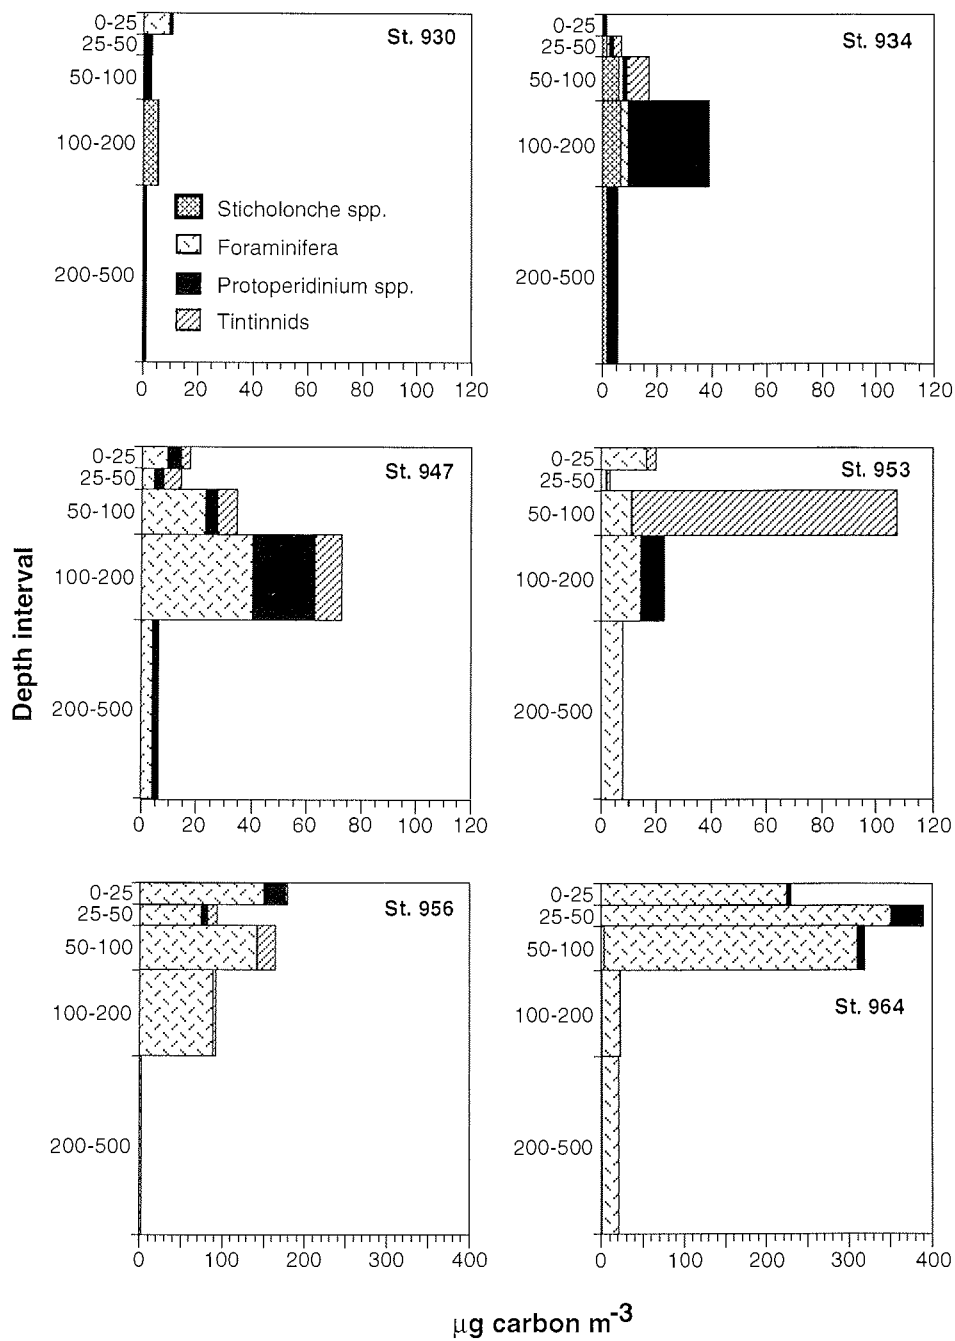 St. 930
0-25
25-50
50-100
100-200
200-500
Sticholonche spp.
Foraminifera
Protoperidinium spp.
Tintinnids
0 20 40 60 80 100 120
St. 934
0-25
25-50
50-100
100-200
200-500
0 20 40 60 80 100 120
Depth interval
St. 947
0-25
25-50
50-100
100-200
200-500
0 20 40 60 80 100 120
St. 953
0-25
25-50
50-100
100-200
200-500
0 20 40 60 80 100 120
St. 956
0-25
25-50
50-100
100-200
200-500
0 100 200 300 400
0-25
25-50
50-100
100-200
St. 964
200-500
0 100 200 300 400
μg carbon m⁻³